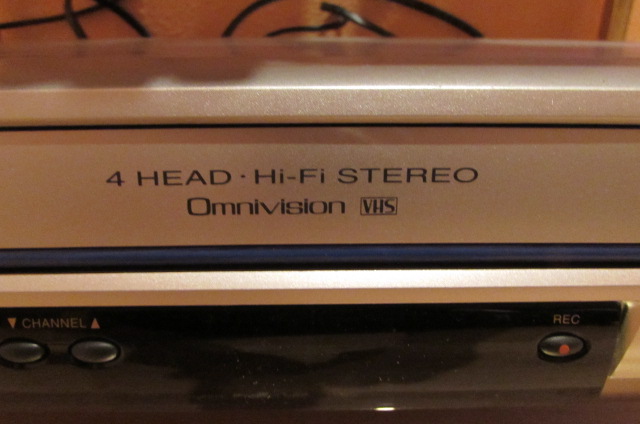 4 HEAD · Hi-Fi STEREO
Omnivision VHS
▼ CHANNEL ▲
REC